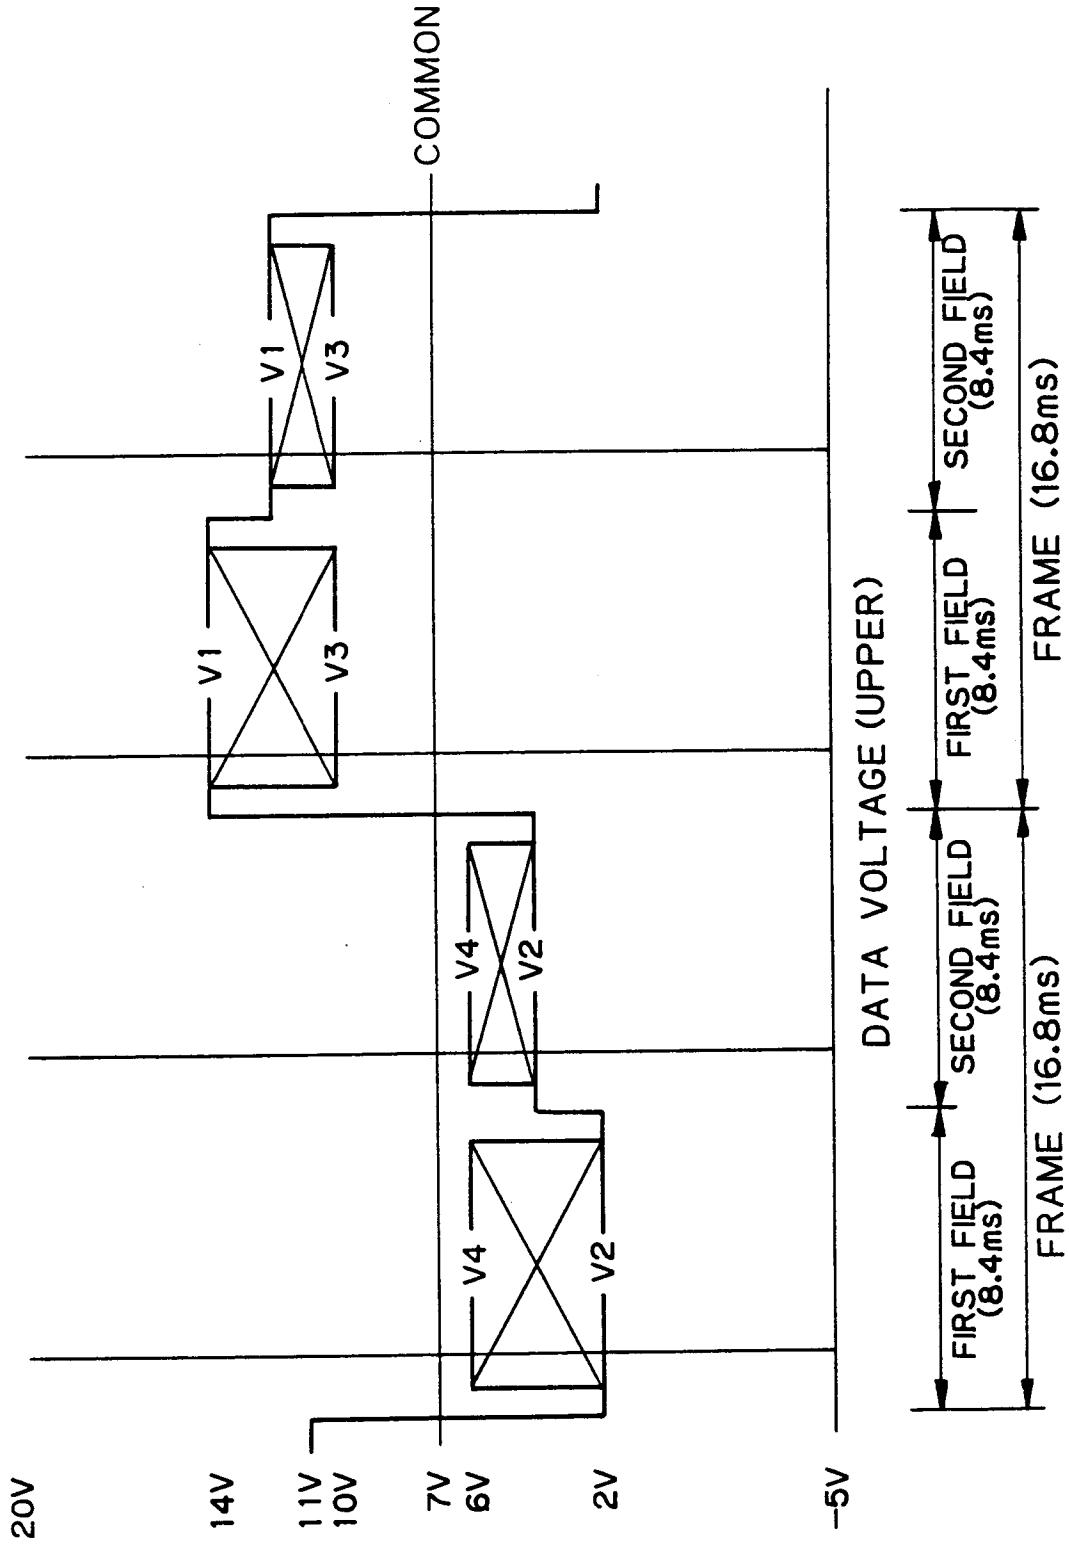 20V
14V
11V
10V
7V
6V
2V
-5V
COMMON
V4
V2
V4
V2
V1
V3
V1
V3
DATA VOLTAGE (UPPER)
FIRST FIELD
(8.4ms)
SECOND FIELD
(8.4ms)
FIRST FIELD
(8.4ms)
SECOND FIELD
(8.4ms)
FRAME (16.8ms)
FRAME (16.8ms)